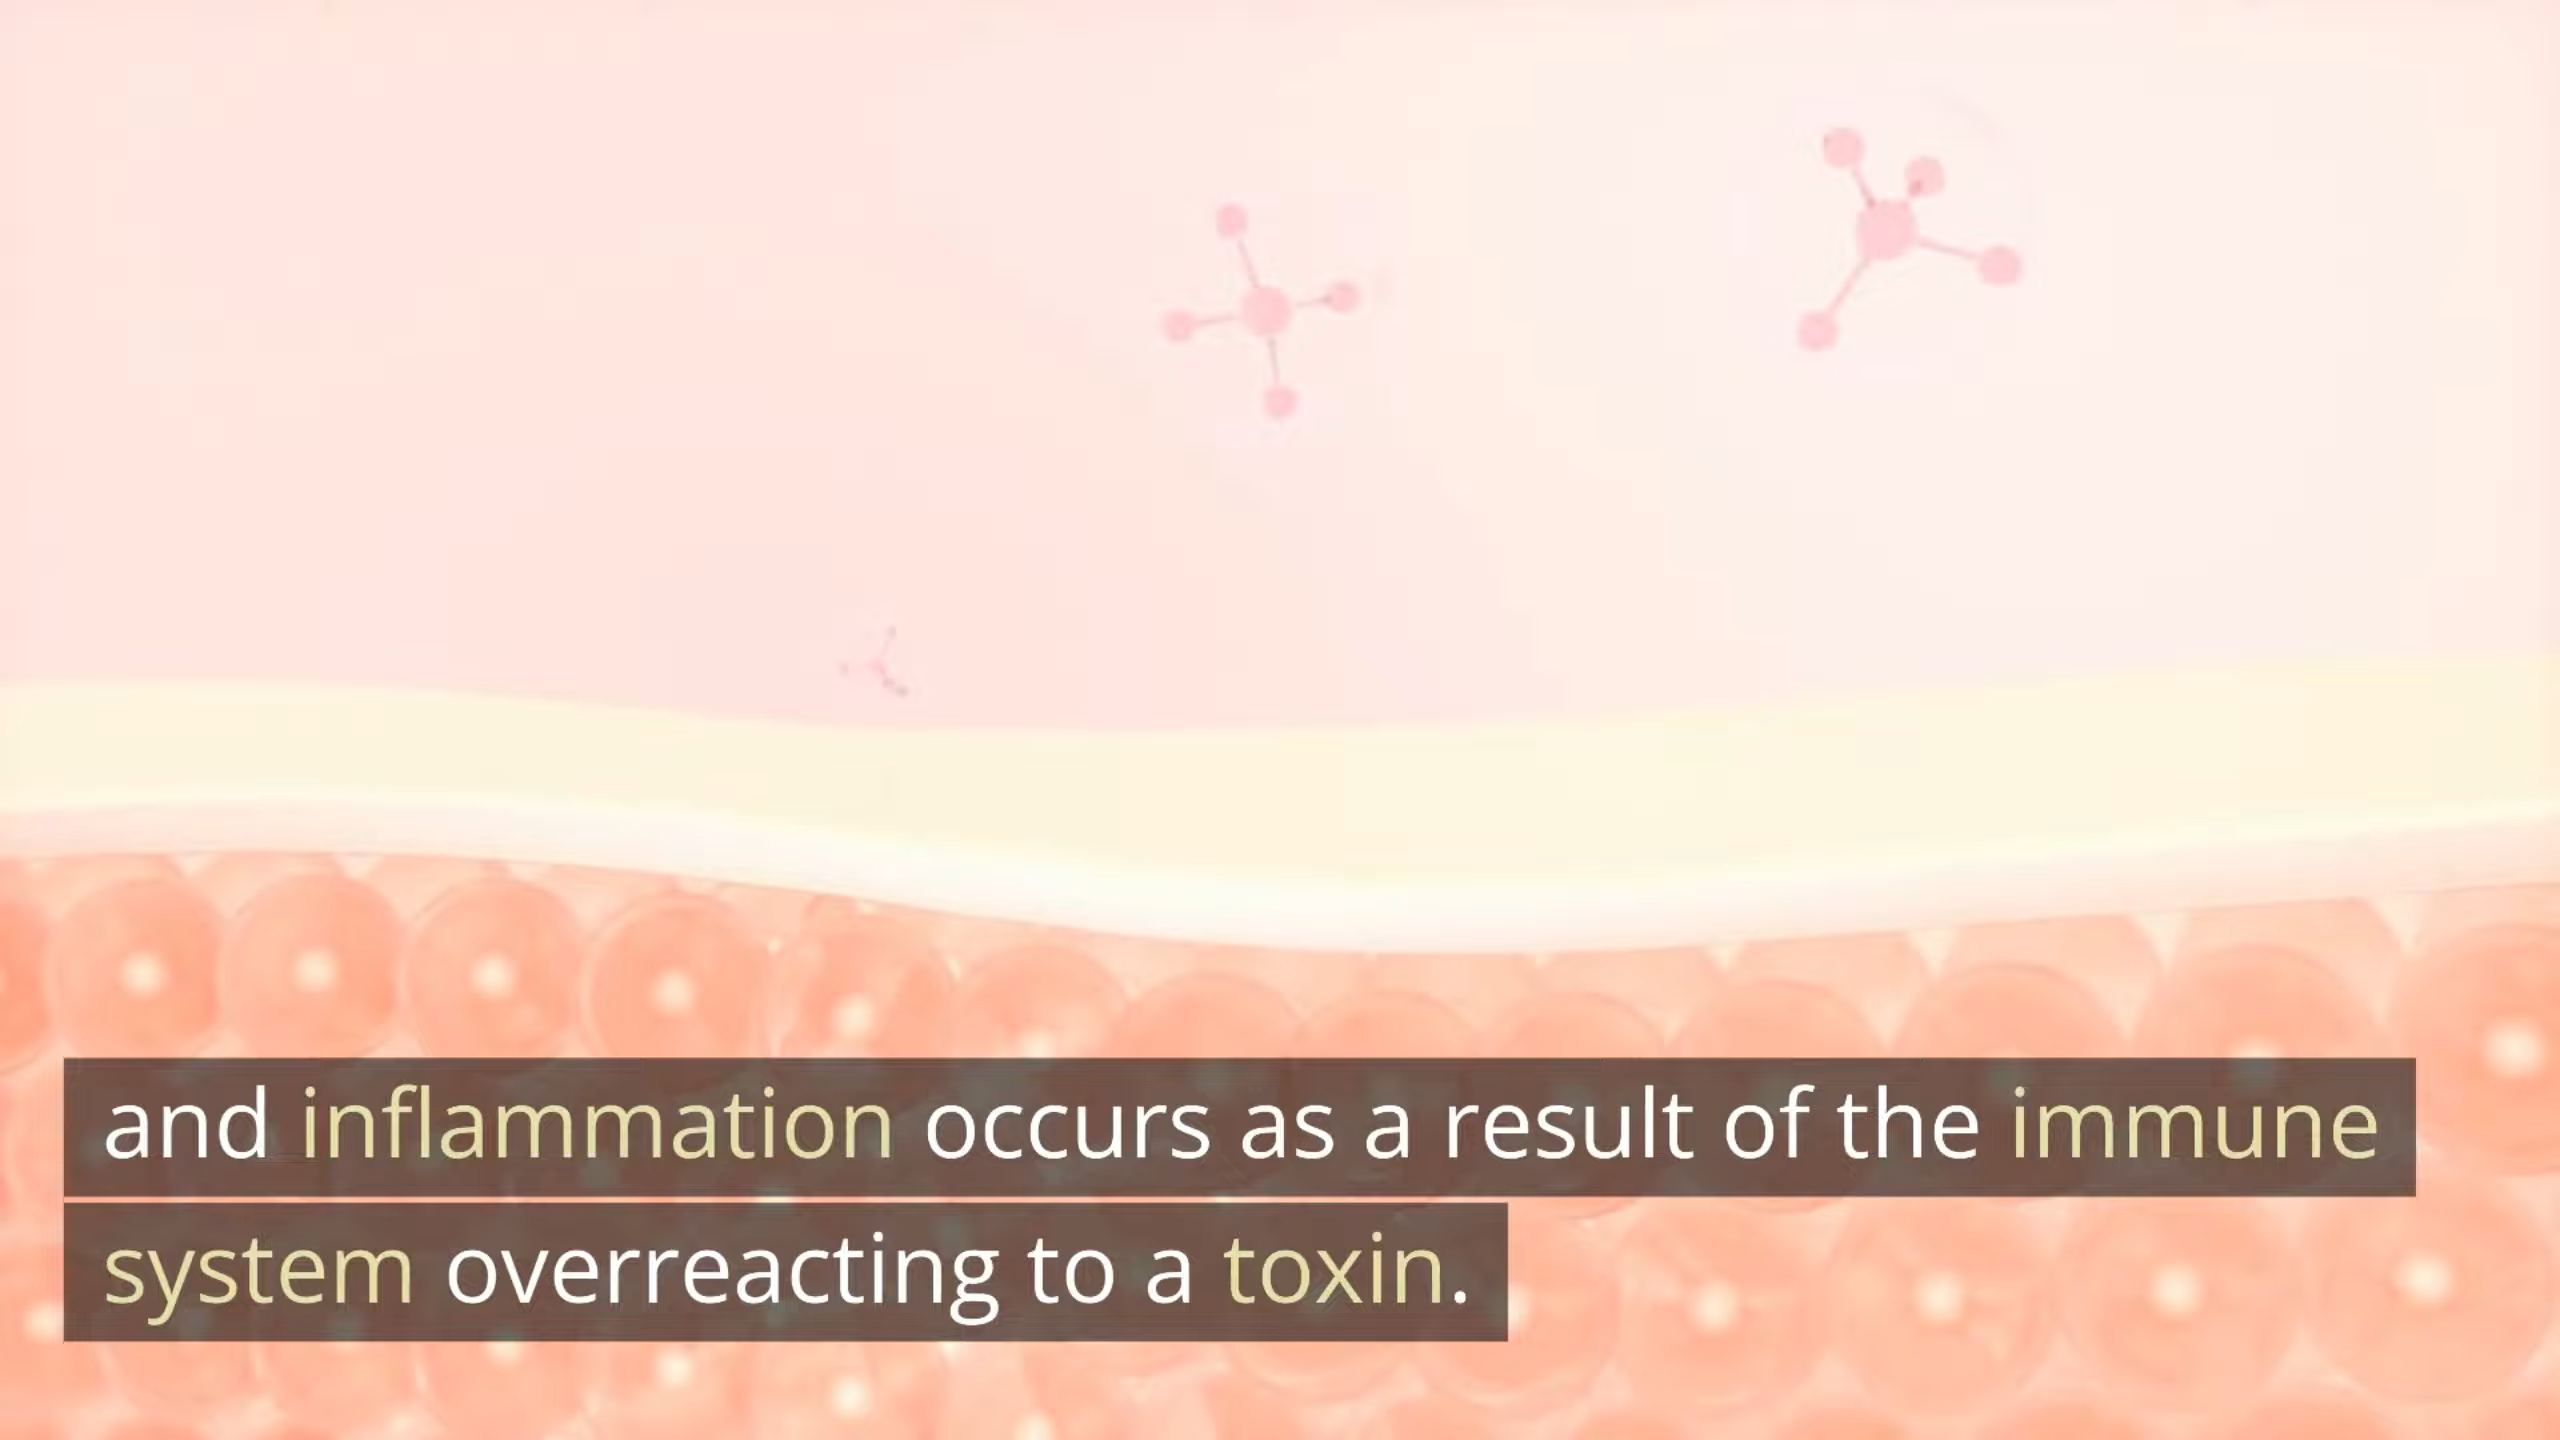 and inflammation occurs as a result of the immune
system overreacting to a toxin.